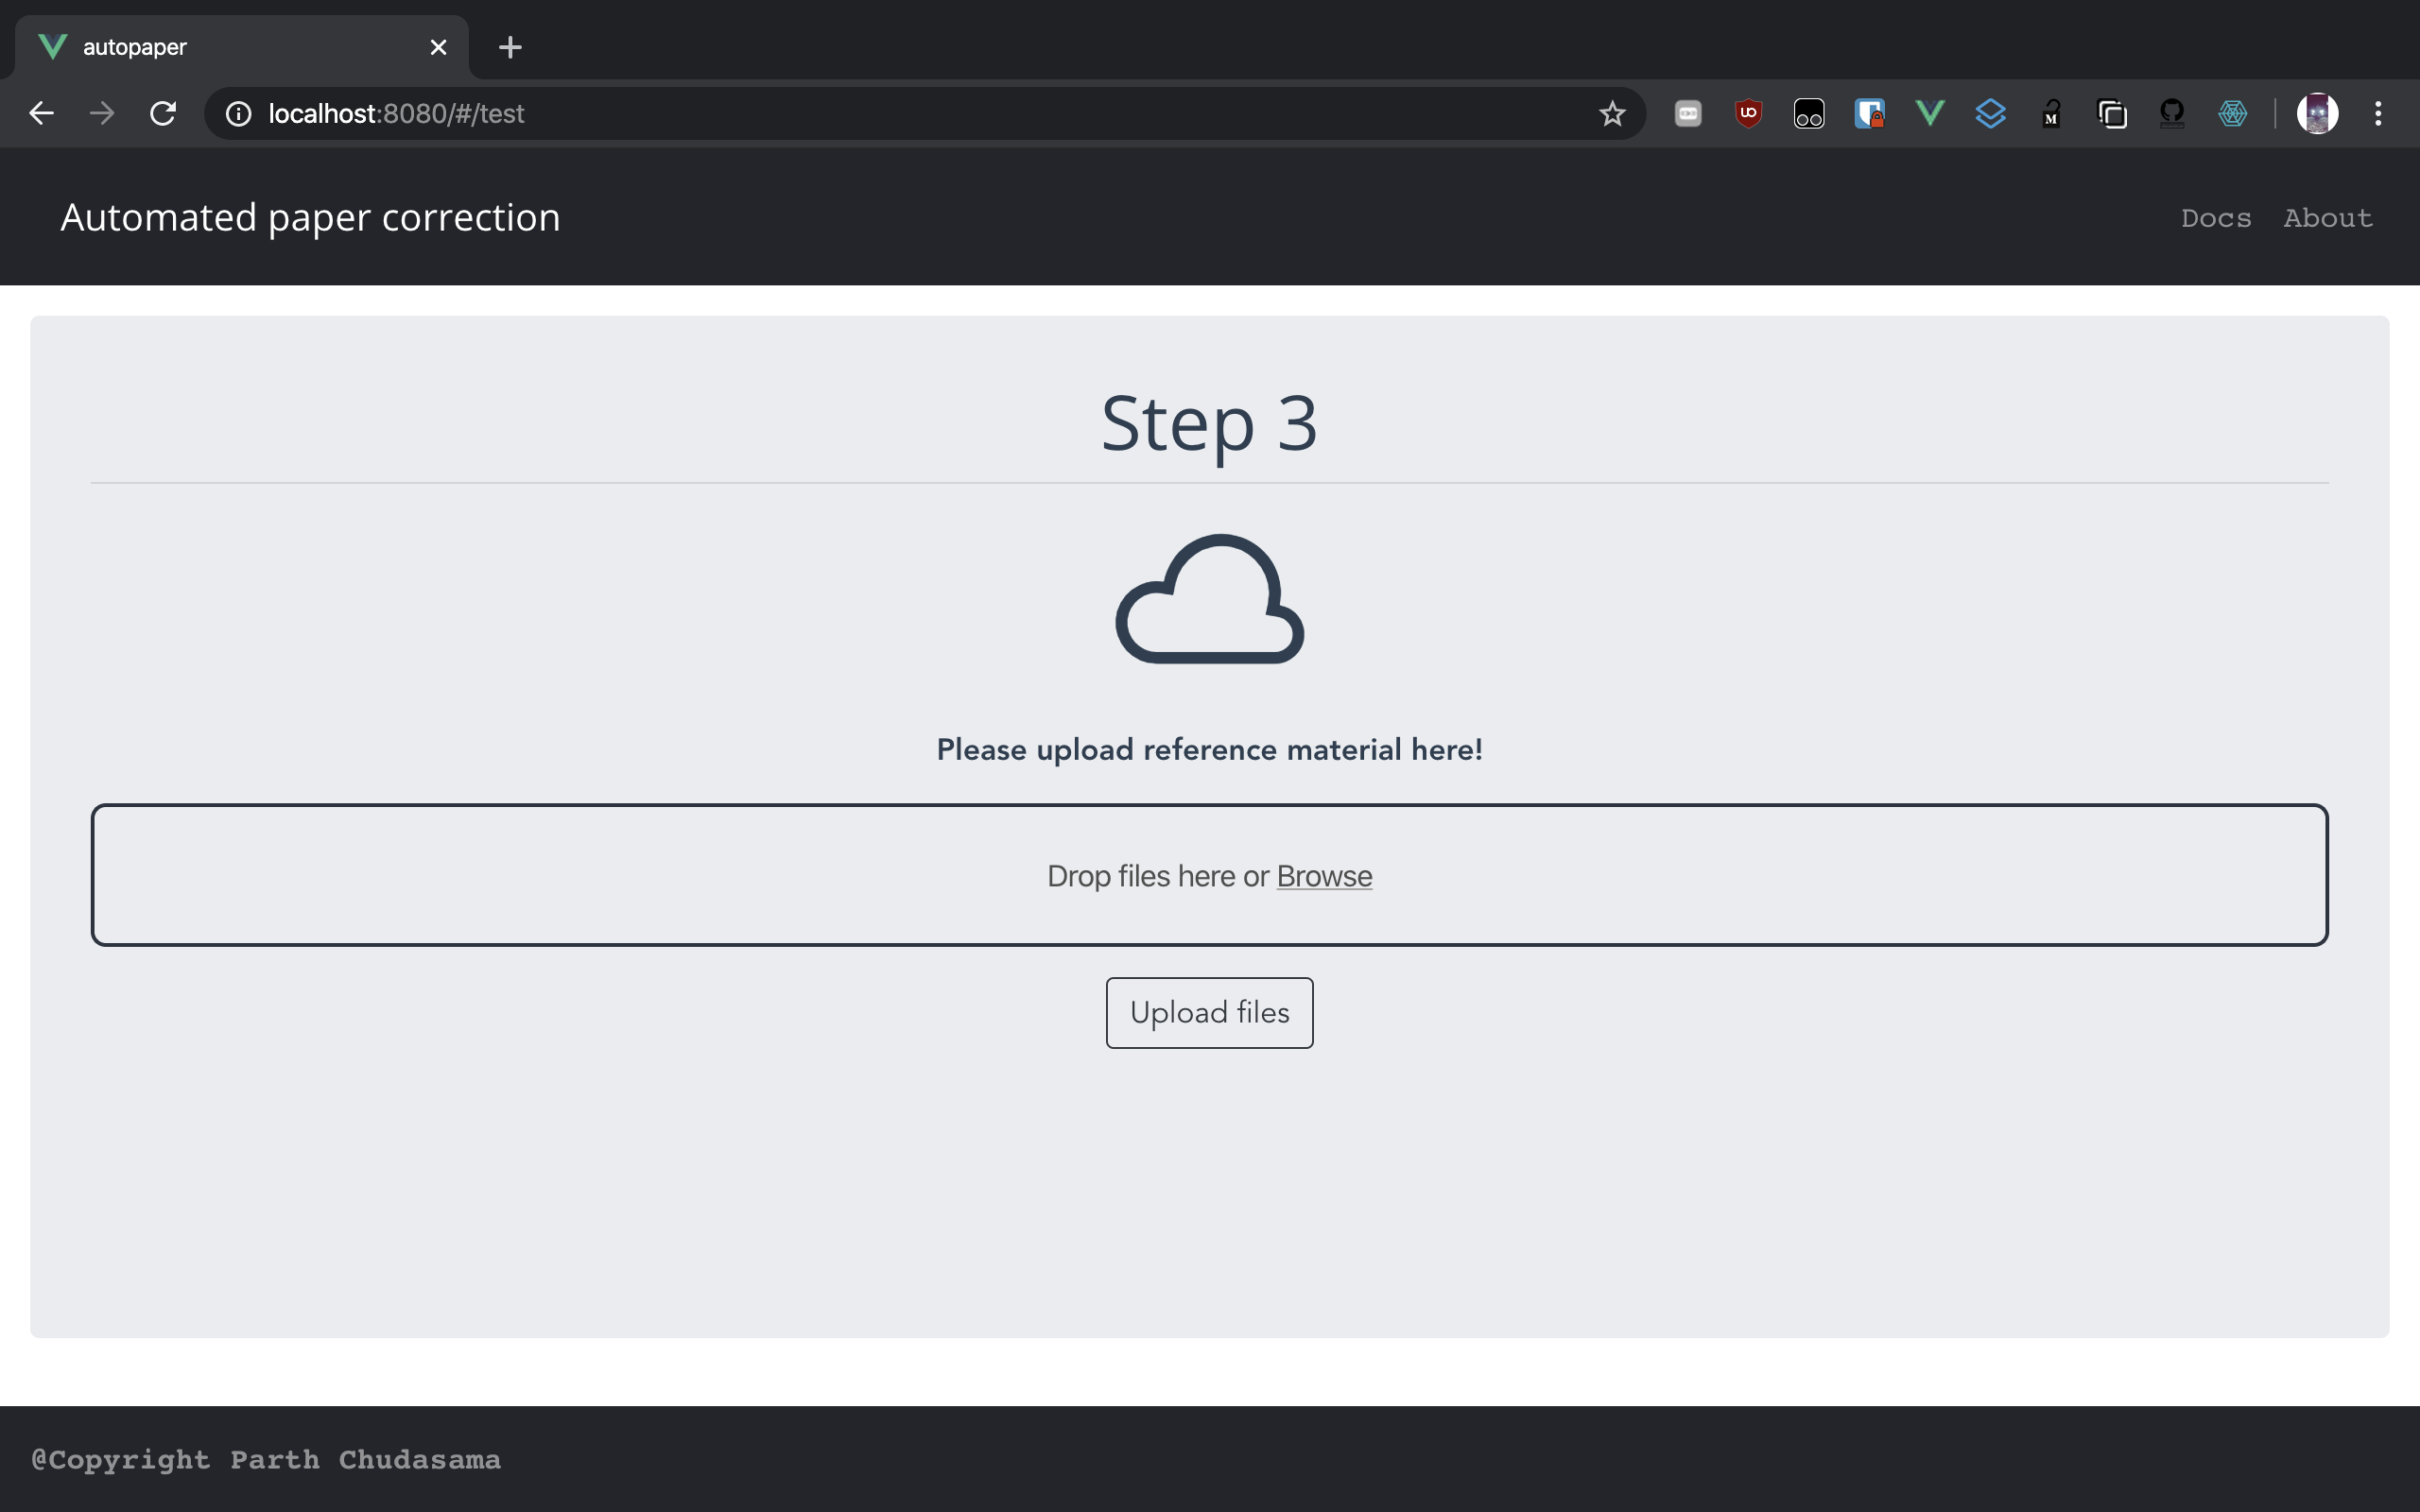 autopaper
localhost:8080/#/test
Automated paper correction
Docs About
Step 3
Please upload reference material here!
Drop files here or Browse
Upload files
@Copyright Parth Chudasama